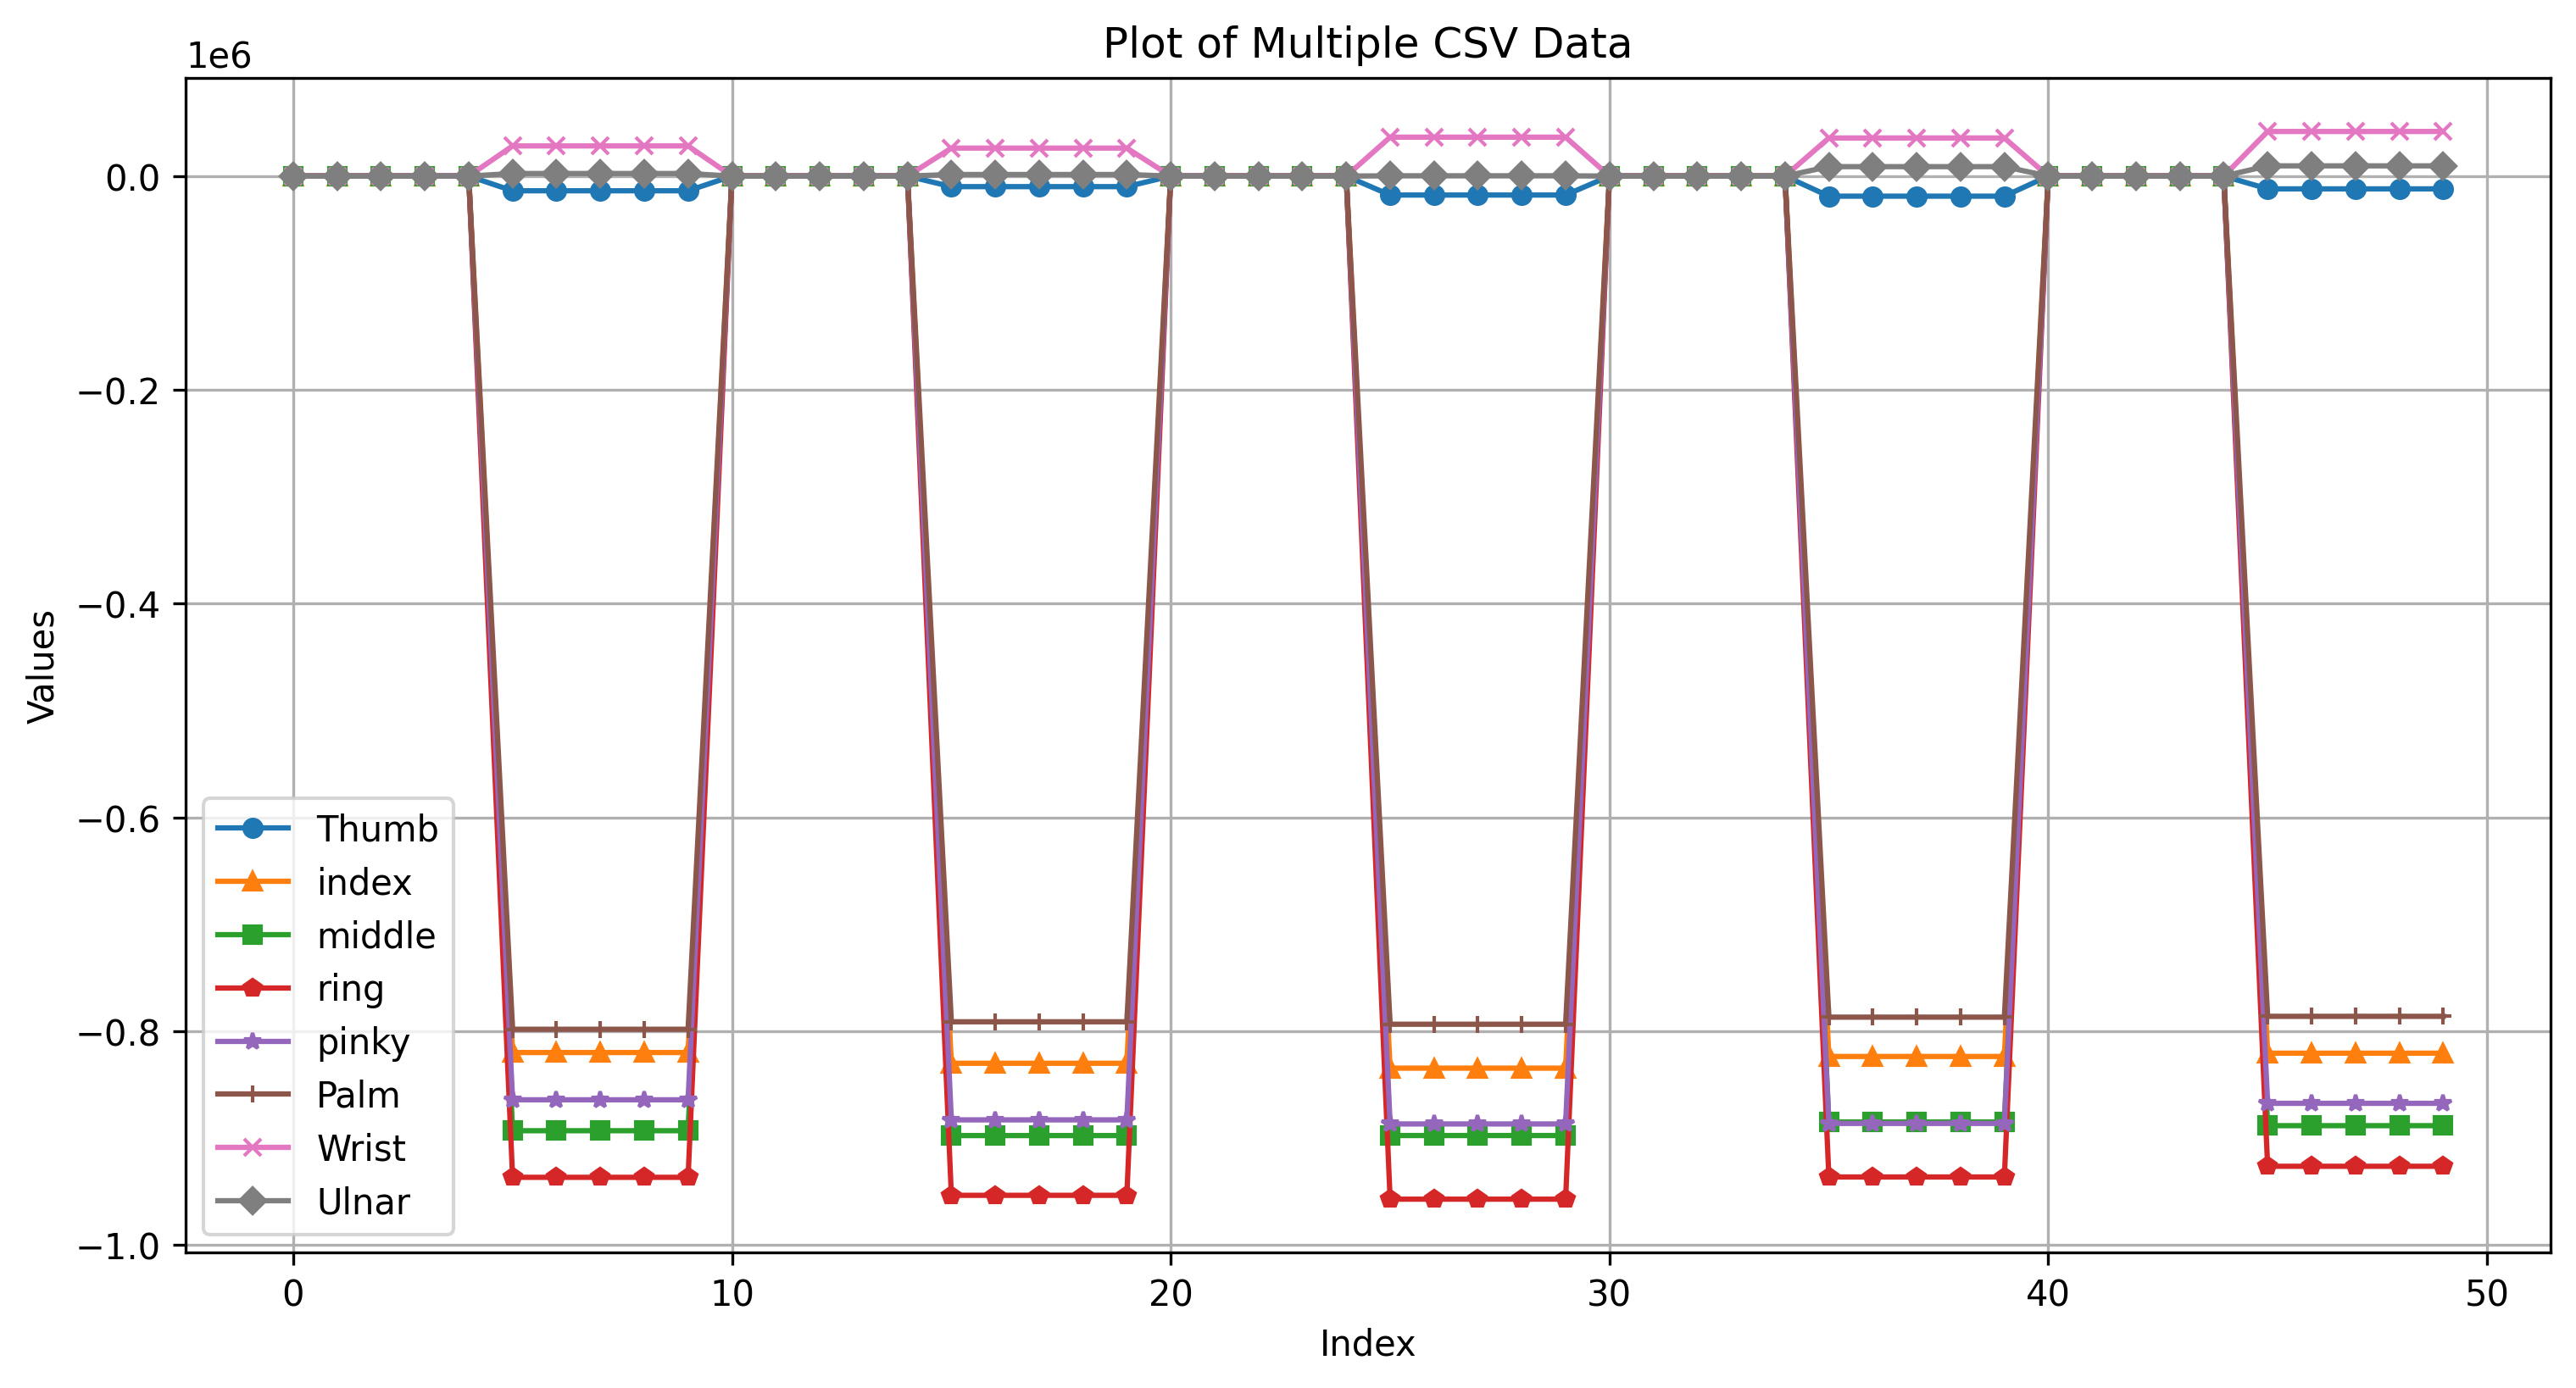 Plot of Multiple CSV Data
1e6
0.0
−0.2
−0.4
−0.6
−0.8
−1.0
Values
Thumb
index
middle
ring
pinky
Palm
Wrist
Ulnar
0 10 20 30 40 50
Index